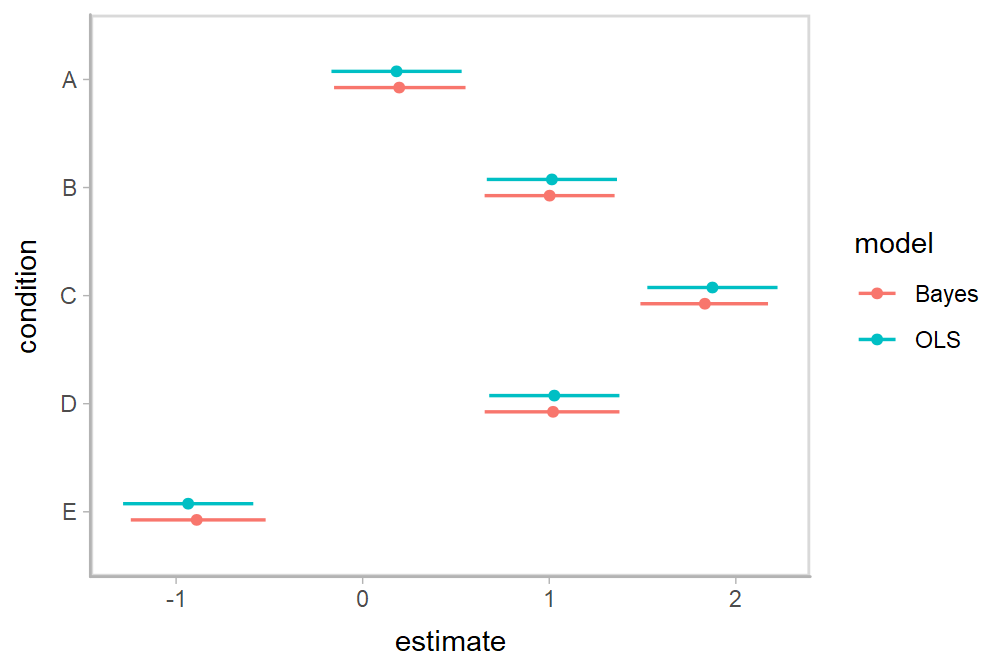 condition
A
B
C
D
E
-1 0 1 2
estimate
model
Bayes
OLS